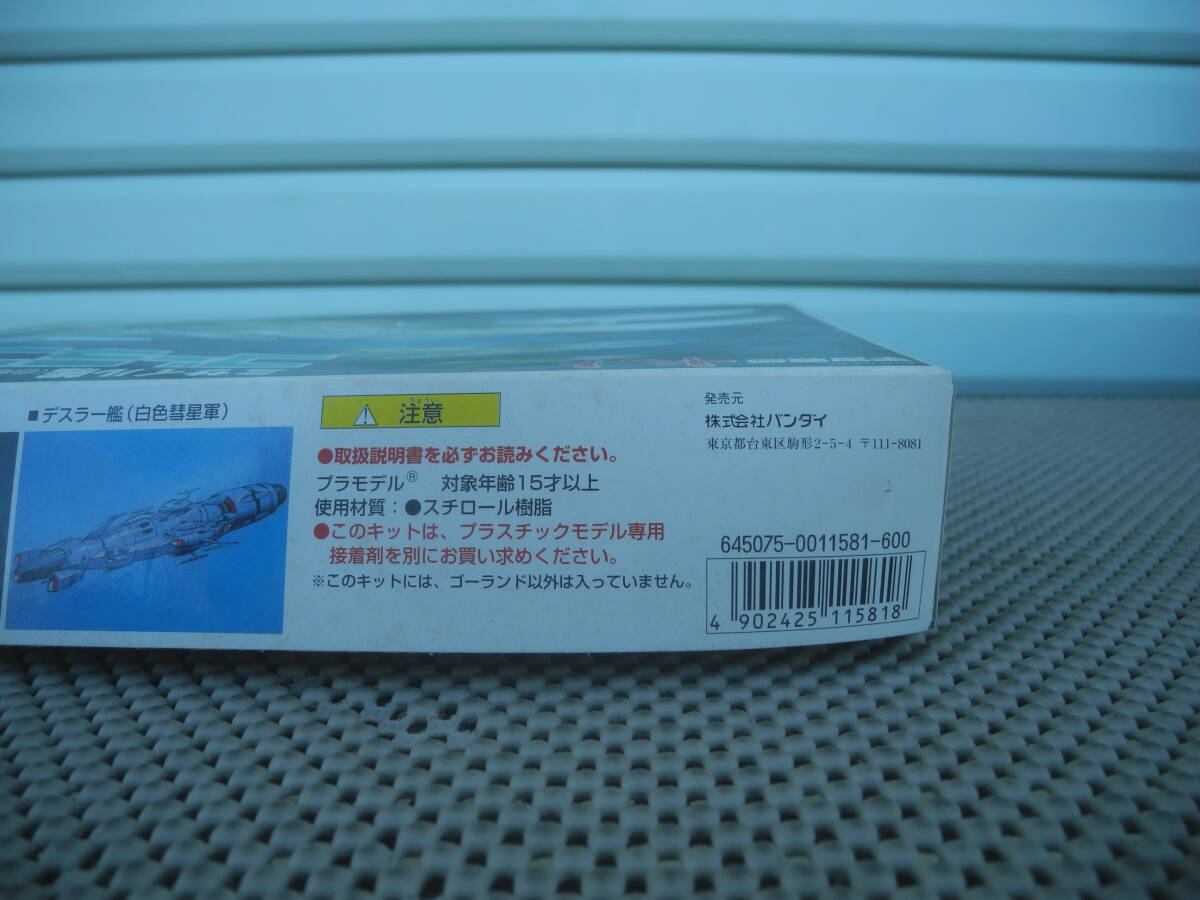 ■デスラー艦(白色彗星軍)
ちゅうい
注意
●取扱説明書を必ずお読みください。
プラモデル® 対象年齢15才以上
使用材質：●スチロール樹脂
●このキットは、プラスチックモデル専用
接着剤を別にお買い求めください。
※このキットには、ゴーランド以外は入っていません。
発売元
株式会社バンダイ
東京都台東区駒形2-5-4 〒111-8081
645075-0011581-600
4 902425 115818